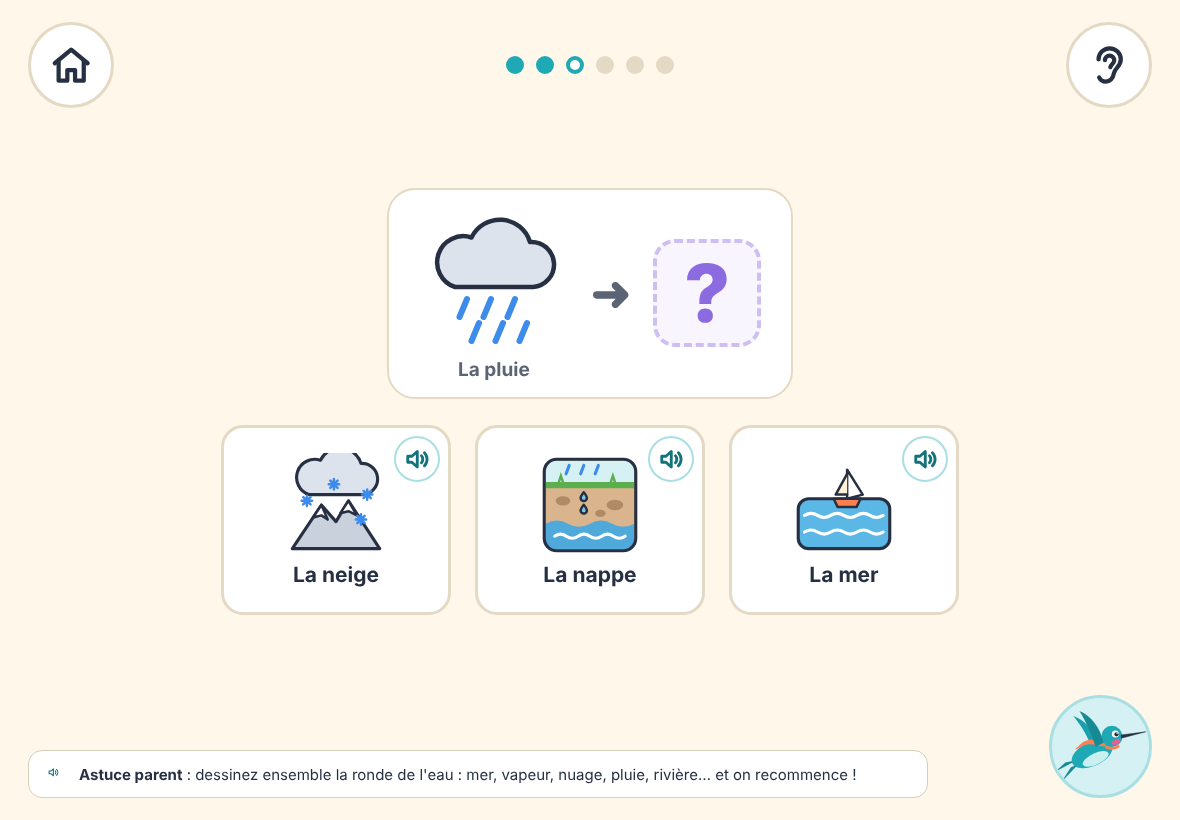 ?
La pluie
La neige
La nappe
La mer
Astuce parent : dessinez ensemble la ronde de l'eau : mer, vapeur, nuage, pluie, rivière... et on recommence !